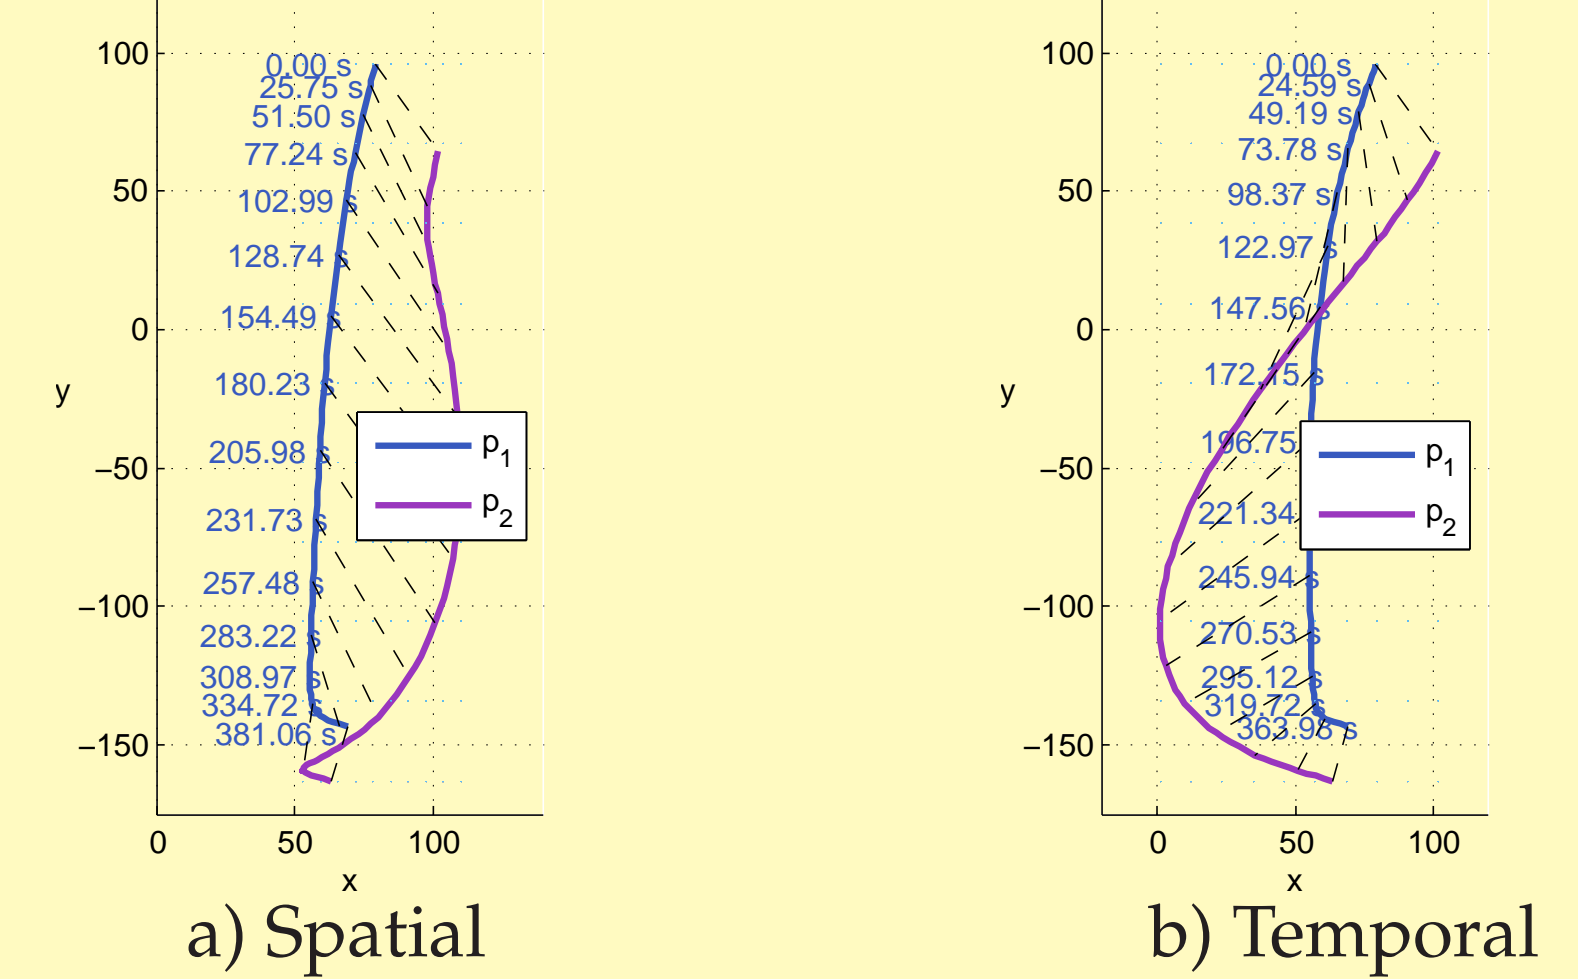 100
50
0
−50
−100
−150
y
0.00 s
25.75 s
51.50 s
77.24 s
102.99 s
128.74 s
154.49 s
180.23 s
205.98 s
231.73 s
257.48 s
283.22 s
308.97 s
334.72 s
381.06 s
p1
p2
0 50 100
x
a) Spatial
100
50
0
−50
−100
−150
y
0.00 s
24.59 s
49.19 s
73.78 s
98.37 s
122.97 s
147.56 s
172.15 s
196.75
221.34
245.94 s
270.53 s
295.12 s
319.72 s
363.98 s
p1
p2
0 50 100
x
b) Temporal